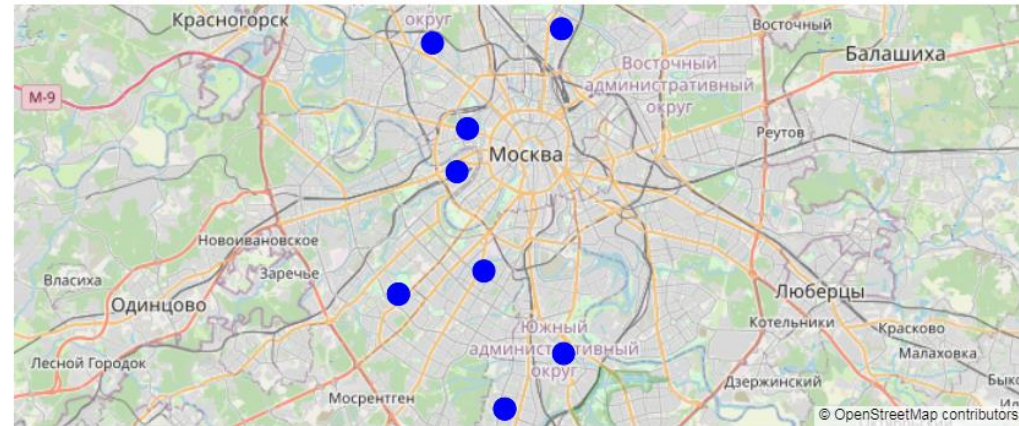 Красногорск
округ
Восточный
Балашиха
Восточный
административный
округ
М-9
Реутов
Москва
Новоивановское
Власиха
Заречье
Одинцово
Люберцы
Котельники
Красково
Южный
административный
округ
Малаховка
Лесной Городок
Дзержинский
Мосрентген
© OpenStreetMap contributors